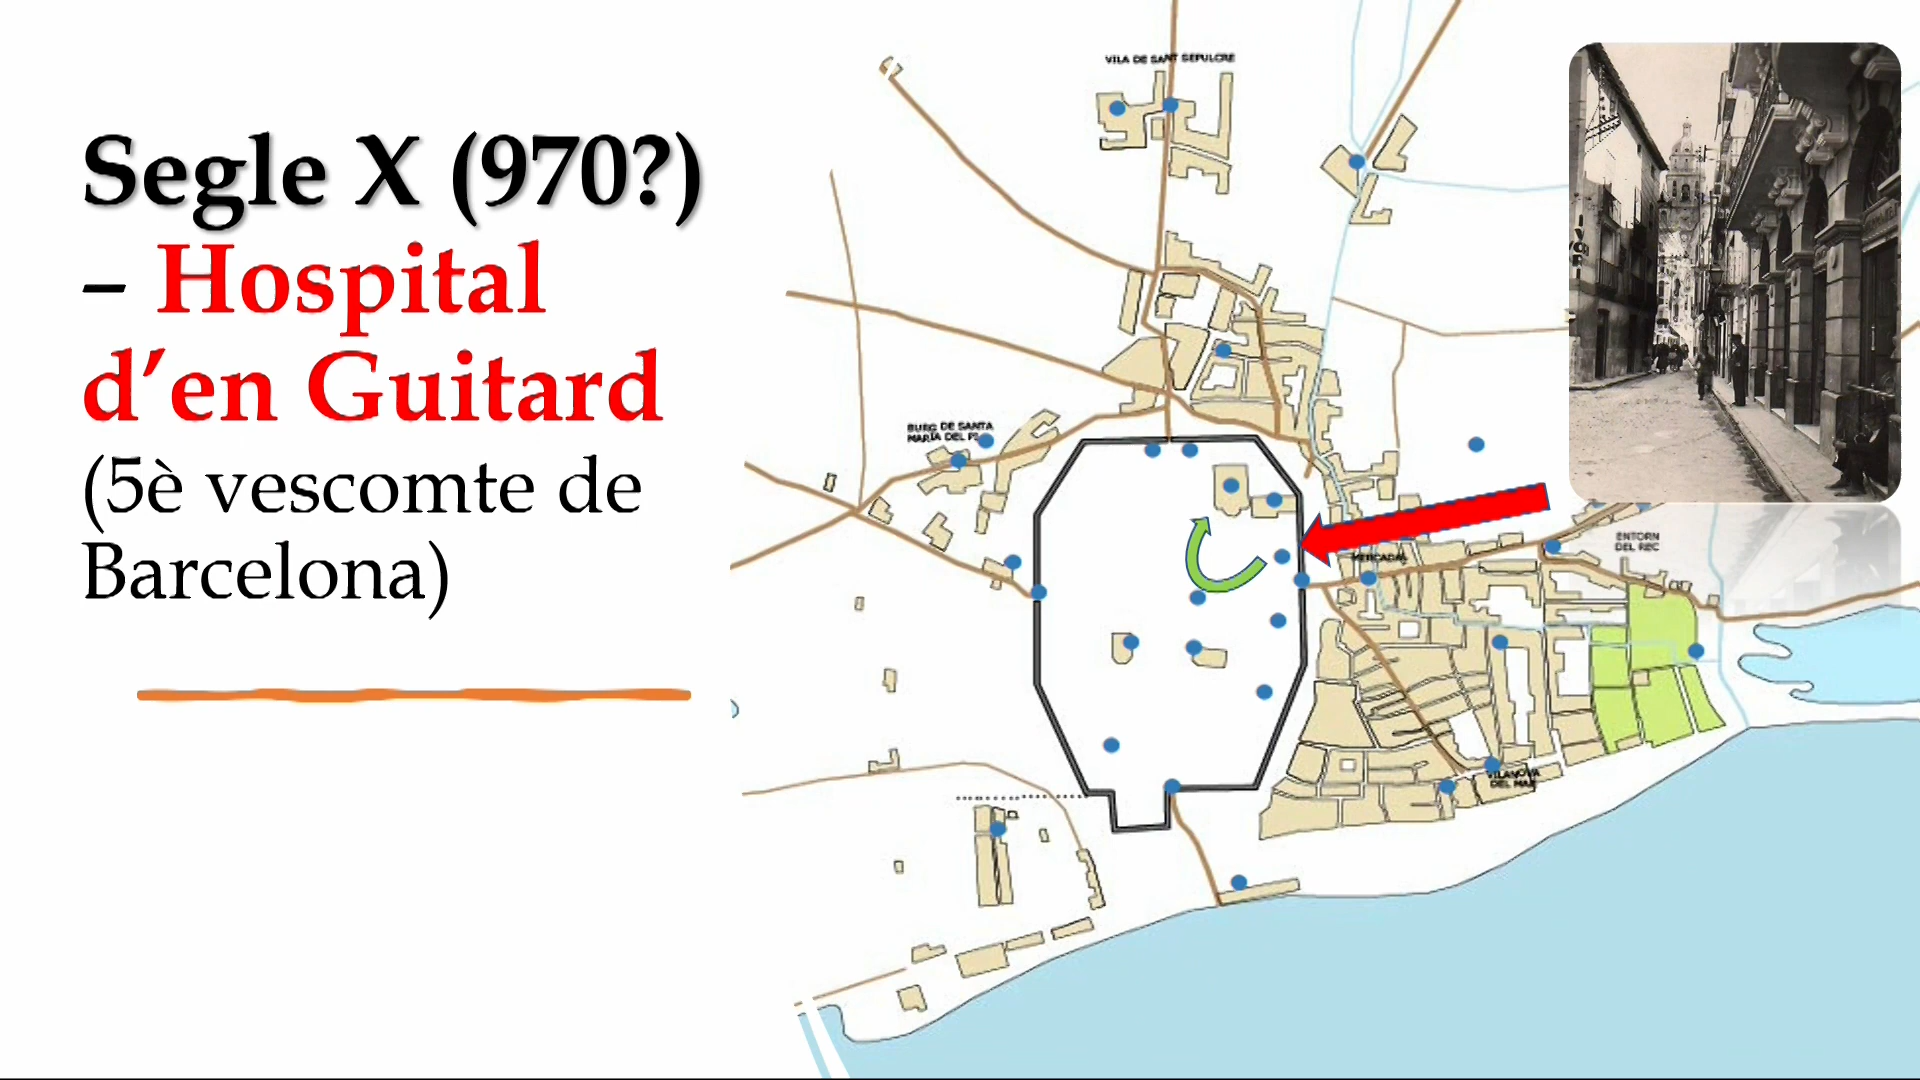 Segle X (970?)
– Hospital
d’en Guitard
(5è vescomte de
Barcelona)
VILA DE SANT SEPULCRE
BURG DE SANTA
MARIA DEL PI
MERCADAL
ENTORN
DEL REC
VILANOVA
DEL MAR